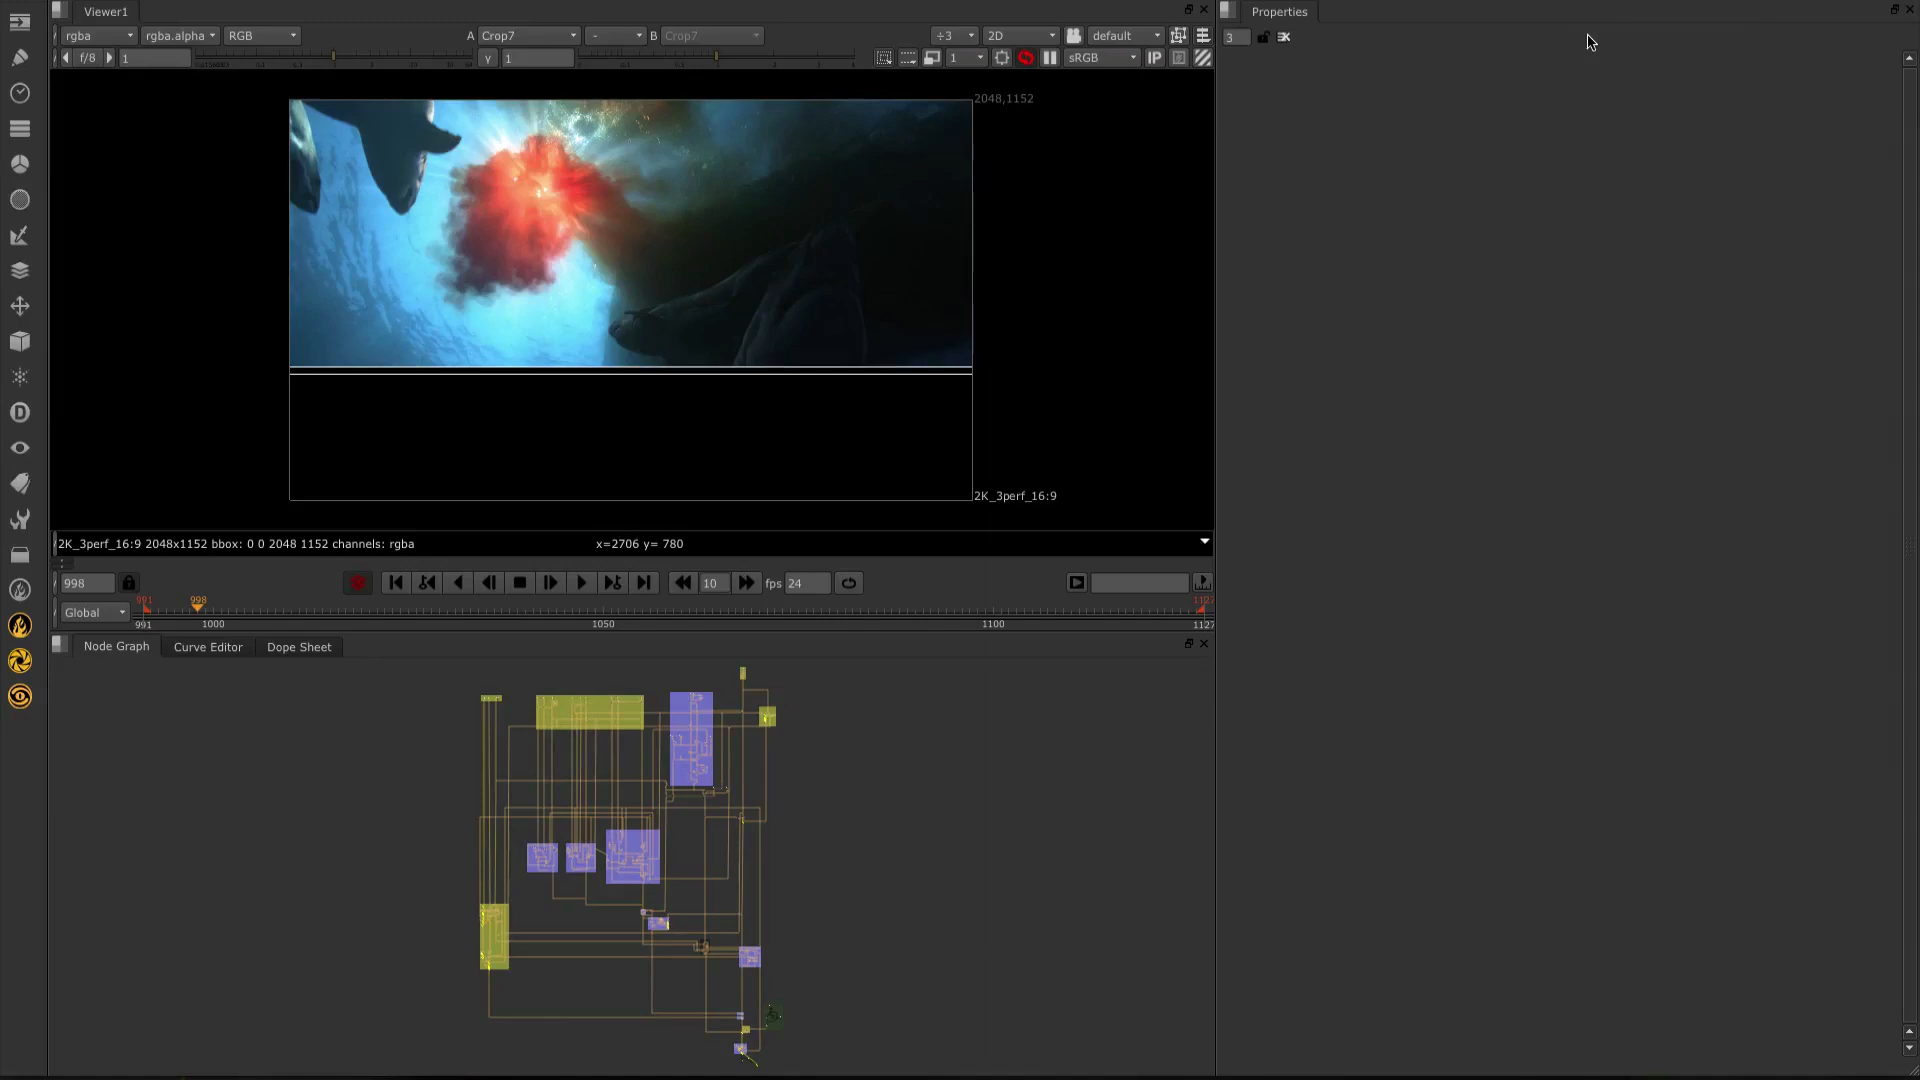 Viewer1
Properties
rgba rgba.alpha RGB A Crop7 - B Crop7 ÷3 2D default
3
f/8 1 γ 1 1 sRGB IP
2048,1152
2K_3perf_16:9
2K_3perf_16:9 2048x1152 bbox: 0 0 2048 1152 channels: rgba x=2706 y= 780
998 10 fps 24
991 998 1127
Global
991 1000 1050 1100 1127
Node Graph Curve Editor Dope Sheet